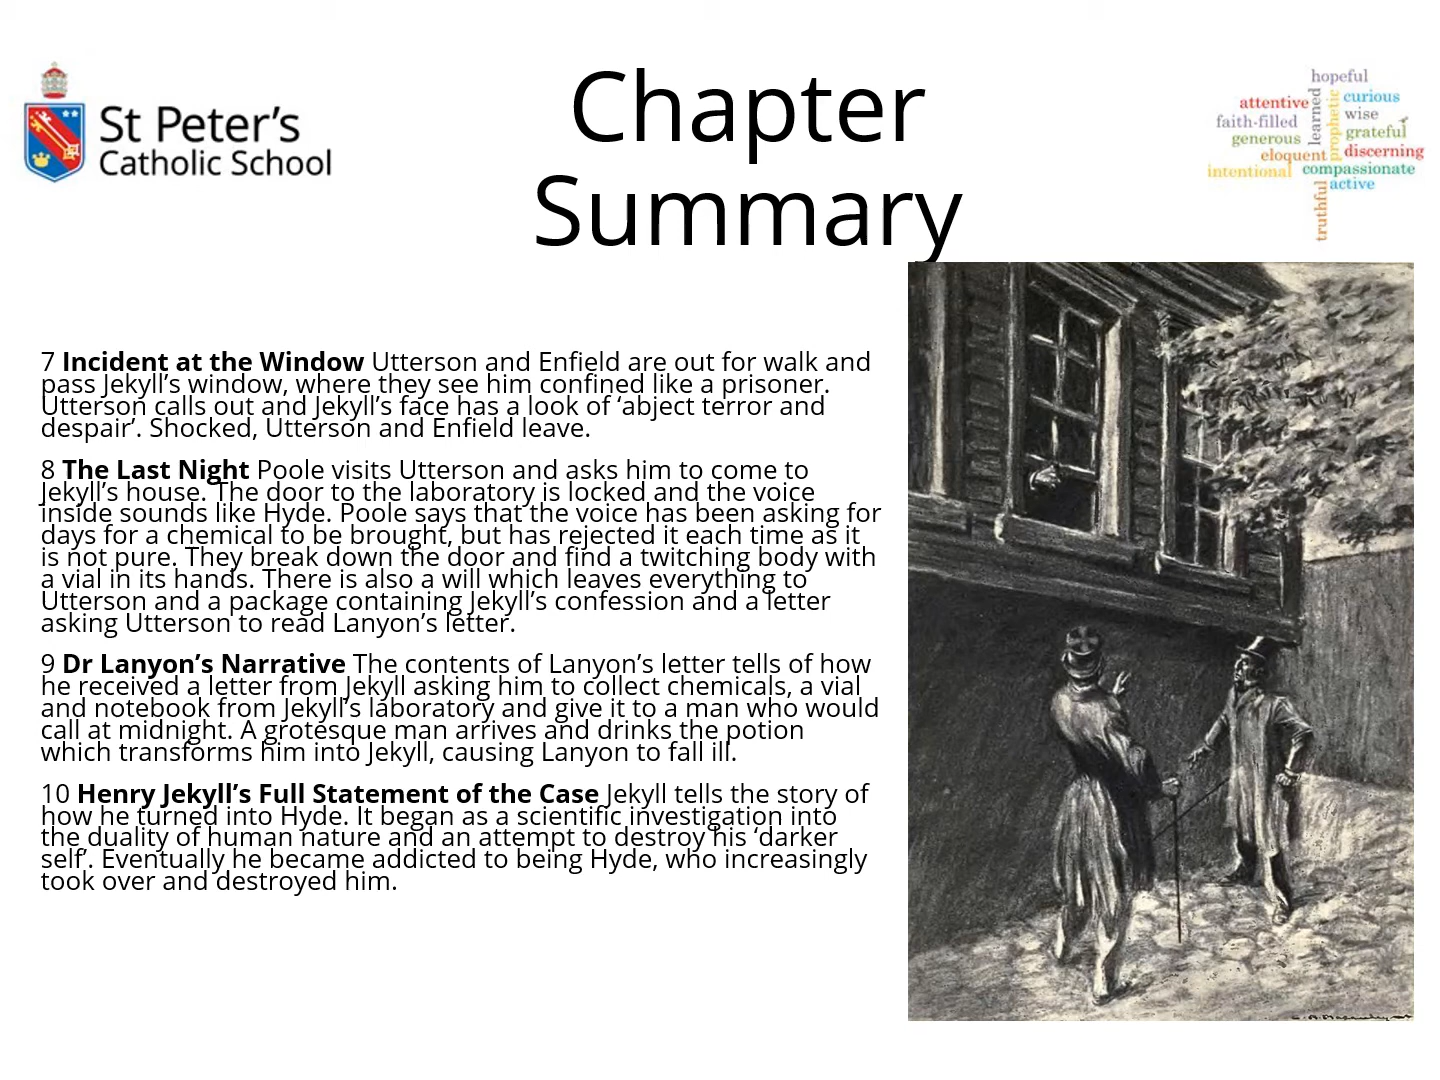 St Peter’s
Catholic School
Chapter
Summary
hopeful
attentive
learned
prophetic
curious
wise
faith-filled
grateful
generous
eloquent
discerning
intentional
compassionate
active
truthful
7 Incident at the Window Utterson and Enfield are out for walk and
pass Jekyll’s window, where they see him confined like a prisoner.
Utterson calls out and Jekyll’s face has a look of ‘abject terror and
despair’. Shocked, Utterson and Enfield leave.
8 The Last Night Poole visits Utterson and asks him to come to
Jekyll’s house. The door to the laboratory is locked and the voice
inside sounds like Hyde. Poole says that the voice has been asking for
days for a chemical to be brought, but has rejected it each time as it
is not pure. They break down the door and find a twitching body with
a vial in its hands. There is also a will which leaves everything to
Utterson and a package containing Jekyll’s confession and a letter
asking Utterson to read Lanyon’s letter.
9 Dr Lanyon’s Narrative The contents of Lanyon’s letter tells of how
he received a letter from Jekyll asking him to collect chemicals, a vial
and notebook from Jekyll’s laboratory and give it to a man who would
call at midnight. A grotesque man arrives and drinks the potion
which transforms him into Jekyll, causing Lanyon to fall ill.
10 Henry Jekyll’s Full Statement of the Case Jekyll tells the story of
how he turned into Hyde. It began as a scientific investigation into
the duality of human nature and an attempt to destroy his ‘darker
self’. Eventually he became addicted to being Hyde, who increasingly
took over and destroyed him.